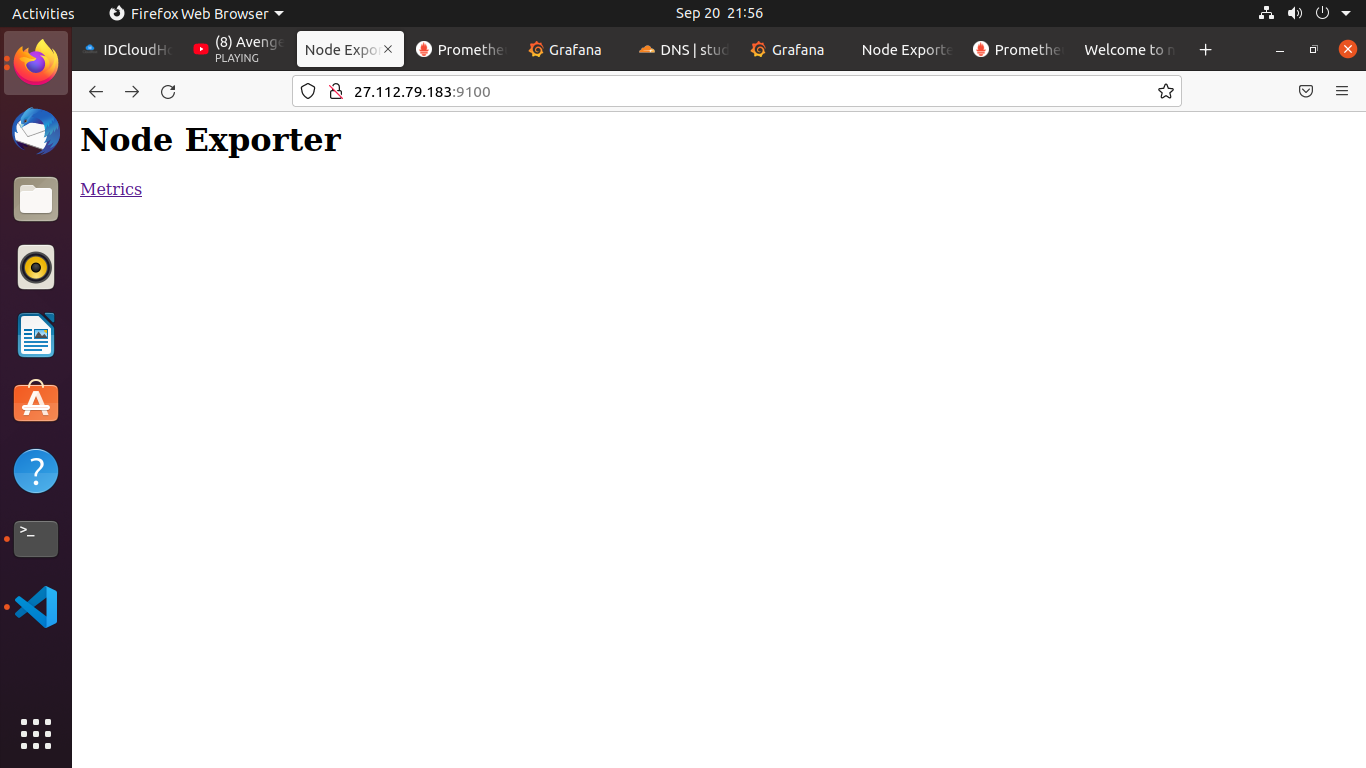 Activities
Firefox Web Browser
Sep 20 21:56
IDCloudHo
(8) Avenge
PLAYING
Node Expor
Promethe
Grafana
DNS | stud
Grafana
Node Exporte
Promethe
Welcome to n
27.112.79.183:9100
Node Exporter
Metrics